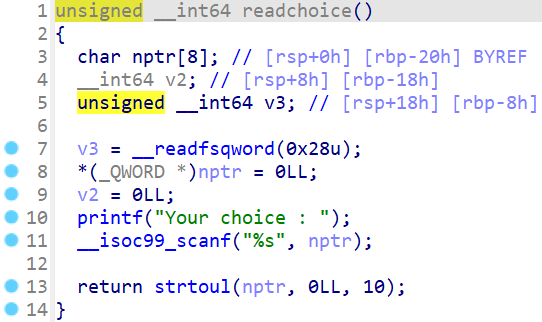 1 unsigned __int64 readchoice()
2 {
3 char nptr[8]; // [rsp+0h] [rbp-20h] BYREF
4 __int64 v2; // [rsp+8h] [rbp-18h]
5 unsigned __int64 v3; // [rsp+18h] [rbp-8h]
6
7 v3 = __readfsqword(0x28u);
8 *(_QWORD *)nptr = 0LL;
9 v2 = 0LL;
10 printf("Your choice : ");
11 __isoc99_scanf("%s", nptr);
12
13 return strtoul(nptr, 0LL, 10);
14 }